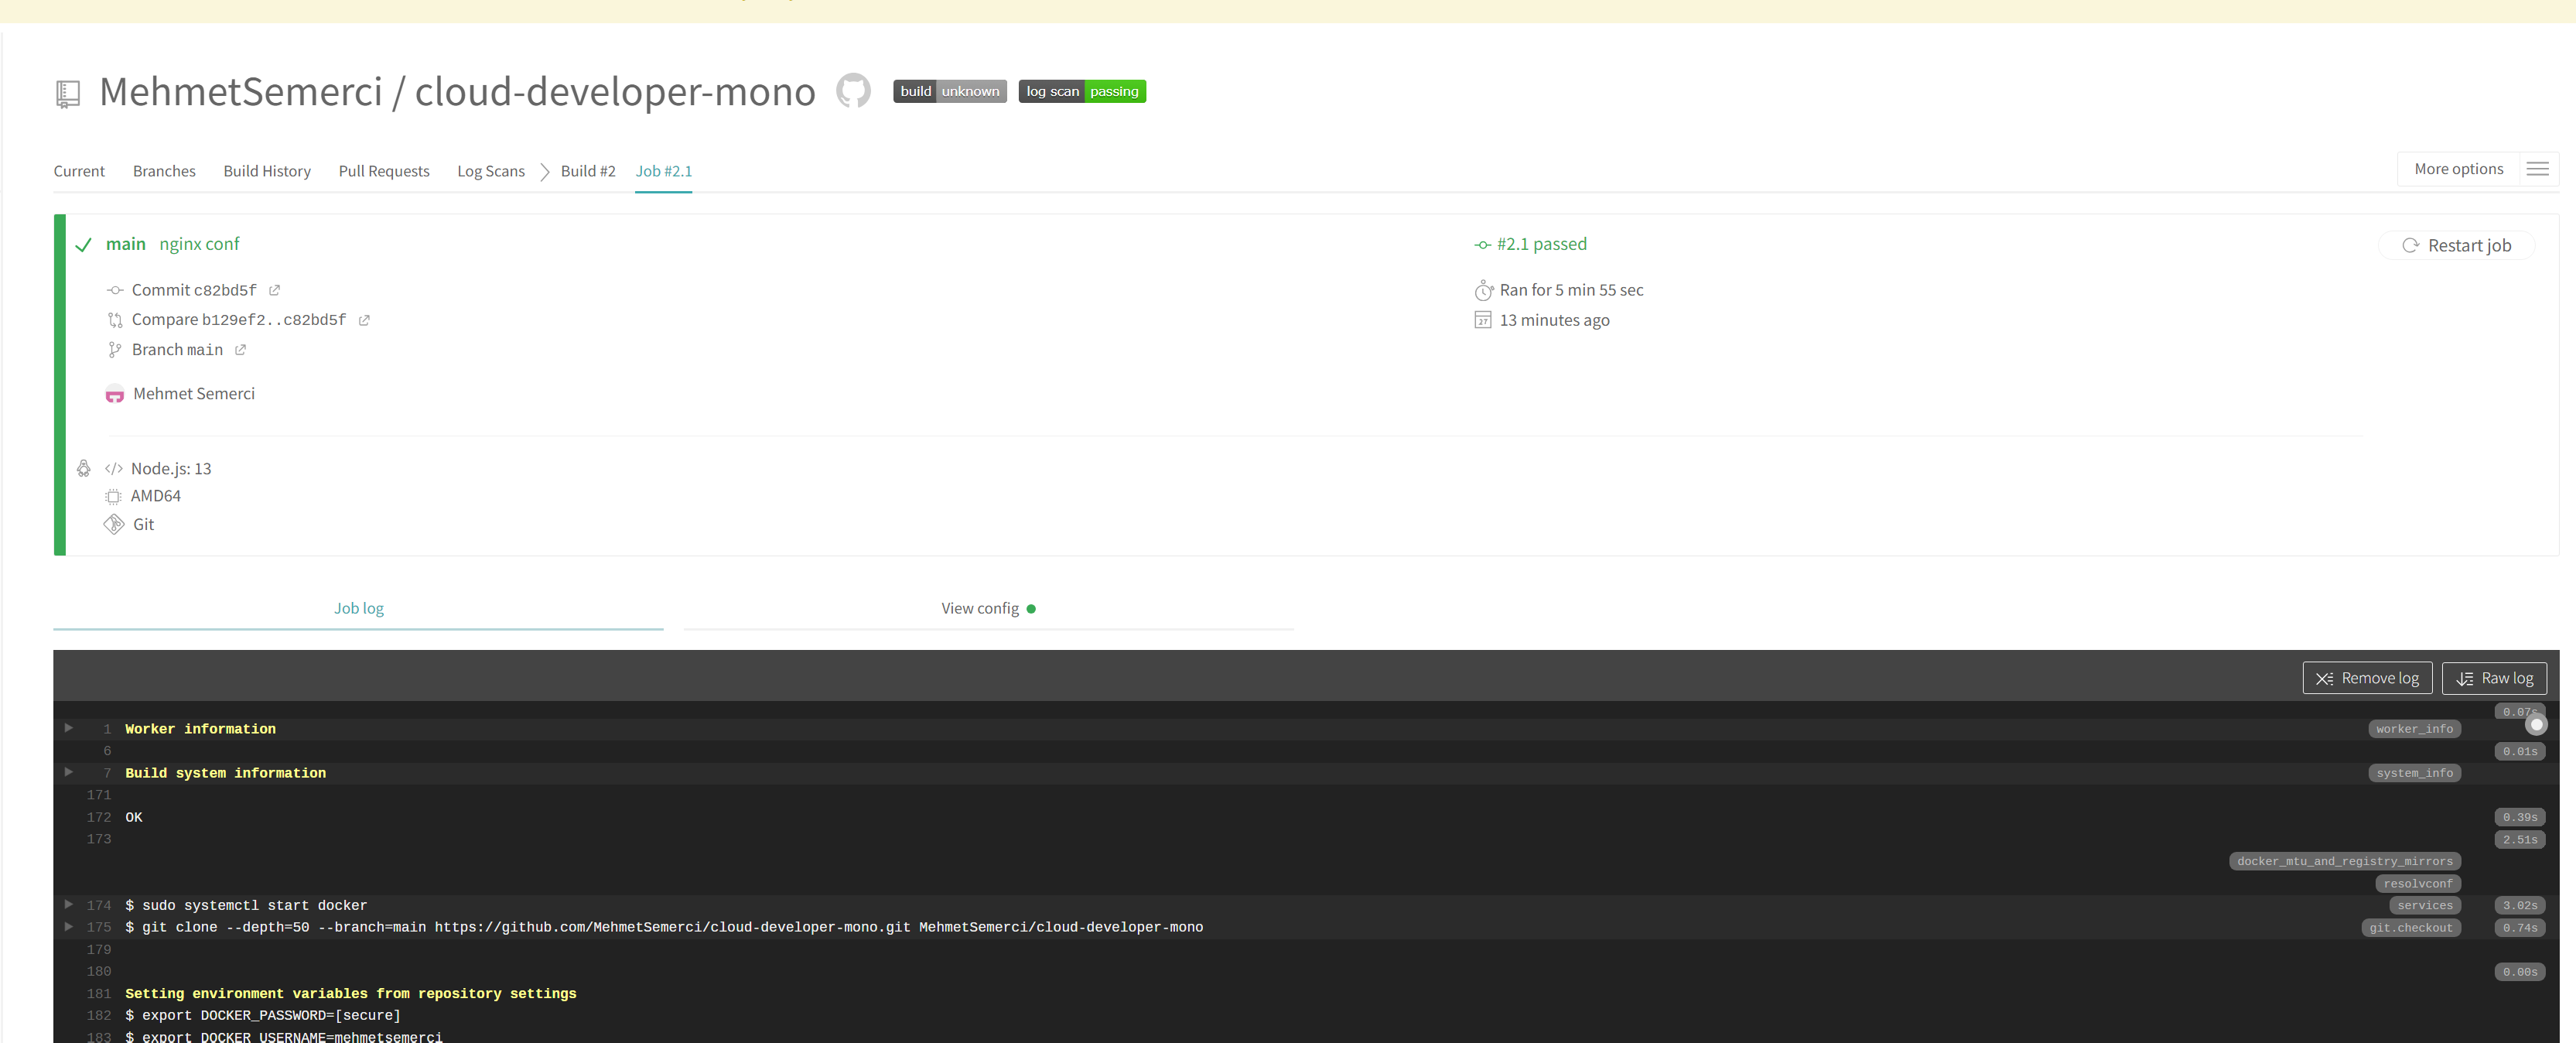 MehmetSemerci / cloud-developer-mono build unknown log scan passing
Current Branches Build History Pull Requests Log Scans Build #2 Job #2.1 More options
main nginx conf #2.1 passed Restart job
Commit c82bd5f Ran for 5 min 55 sec
Compare b129ef2..c82bd5f 13 minutes ago
Branch main
Mehmet Semerci
Node.js: 13
AMD64
Git
Job log View config
Remove log Raw log
0.07s
1 Worker information worker_info
6 0.01s
7 Build system information system_info
171
172 OK 0.39s
173 2.51s
docker_mtu_and_registry_mirrors
resolvconf
174 $ sudo systemctl start docker services 3.02s
175 $ git clone --depth=50 --branch=main https://github.com/MehmetSemerci/cloud-developer-mono.git MehmetSemerci/cloud-developer-mono git.checkout 0.74s
179
180 0.00s
181 Setting environment variables from repository settings
182 $ export DOCKER_PASSWORD=[secure]
183 $ export DOCKER_USERNAME=mehmetsemerci